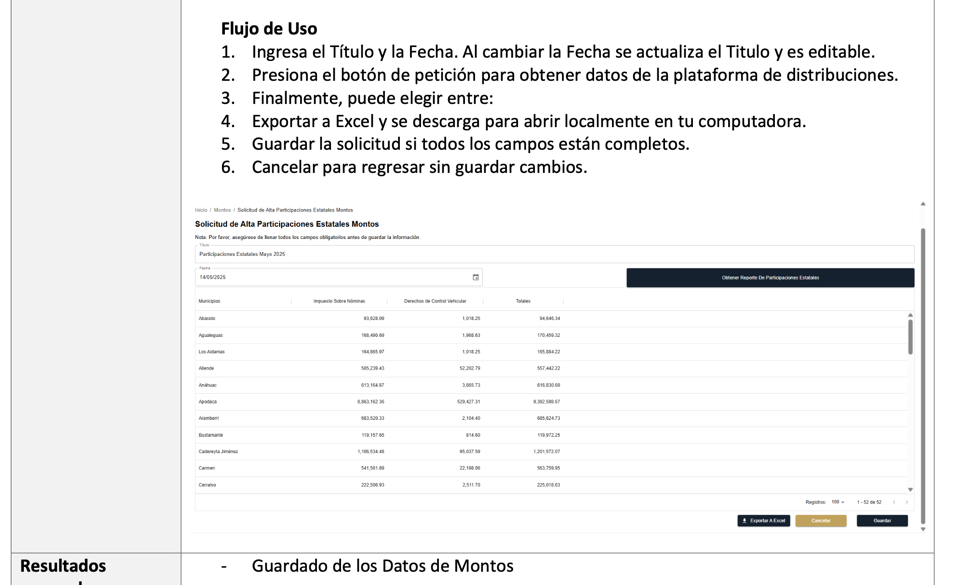 Flujo de Uso
1. Ingresa el Título y la Fecha. Al cambiar la Fecha se actualiza el Titulo y es editable.
2. Presiona el botón de petición para obtener datos de la plataforma de distribuciones.
3. Finalmente, puede elegir entre:
4. Exportar a Excel y se descarga para abrir localmente en tu computadora.
5. Guardar la solicitud si todos los campos están completos.
6. Cancelar para regresar sin guardar cambios.
Inicio / Montos / Solicitud de Alta Participaciones Estatales Montos
Solicitud de Alta Participaciones Estatales Montos
Nota: Por favor, asegúrese de llenar todos los campos obligatorios antes de guardar la información.
Título
Participaciones Estatales Mayo 2025
Fecha
14/05/2025 Obtener Reporte De Participaciones Estatales
Municipios Impuesto Sobre Nóminas Derechos de Control Vehicular Totales
Abasolo 93,628.09 1,018.25 94,646.34
Agualeguas 168,490.69 1,968.63 170,459.32
Los Aldamas 164,865.97 1,018.25 165,884.22
Allende 505,239.43 52,202.79 557,442.22
Anáhuac 613,164.87 3,665.73 616,830.60
Apodaca 8,863,162.36 529,427.31 9,392,589.67
Aramberri 683,520.33 2,104.40 685,624.73
Bustamante 119,157.65 814.60 119,972.25
Cadereyta Jiménez 1,106,534.48 95,037.59 1,201,572.07
Carmen 541,561.89 22,198.06 563,759.95
Cerralvo 2,511.70
Registros: 100 1 - 52 de 52
Exportar A Excel Cancelar Guardar
Resultados - Guardado de los Datos de Montos